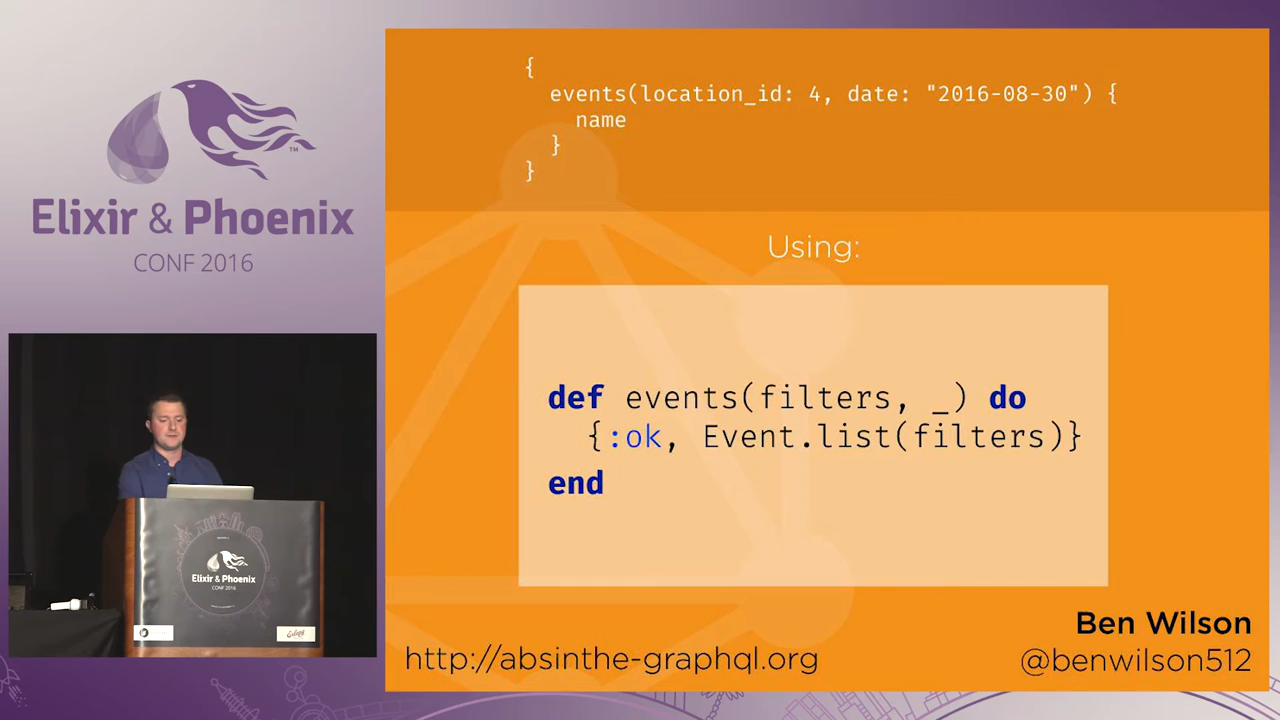 Elixir & Phoenix
TM
CONF 2016
{
events(location_id: 4, date: "2016-08-30") {
name
}
}
Using:
def events(filters, _) do
{:ok, Event.list(filters)}
end
Ben Wilson
http://absinthe-graphql.org
@benwilson512
Elixir & Phoenix
CONF 2016